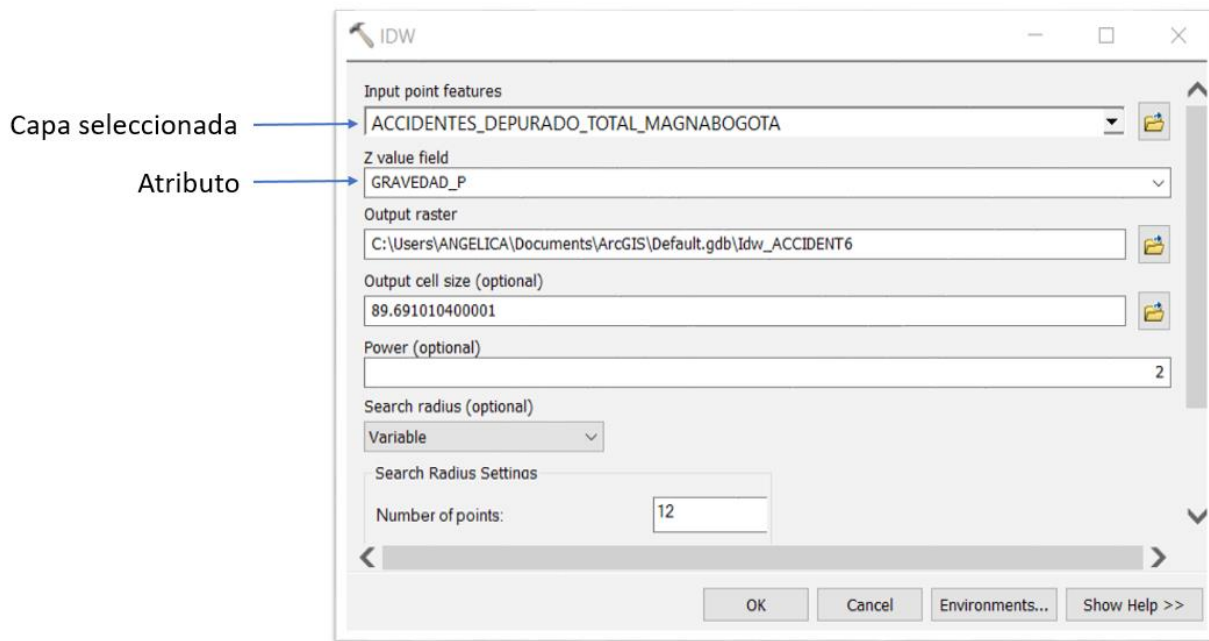 IDW
Input point features
Capa seleccionada
ACCIDENTES_DEPURADO_TOTAL_MAGNABOGOTA
Z value field
Atributo
GRAVEDAD_P
Output raster
C:\Users\ANGELICA\Documents\ArcGIS\Default.gdb\Idw_ACCIDENT6
Output cell size (optional)
89.691010400001
Power (optional)
2
Search radius (optional)
Variable
Search Radius Settings
Number of points:
12
OK Cancel Environments... Show Help >>